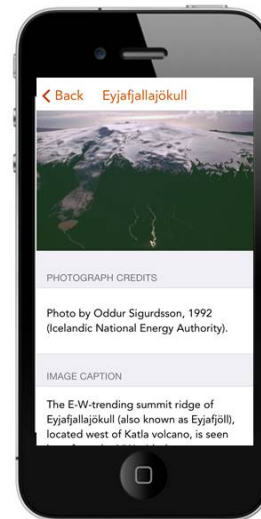 Back Eyjafjallajökull
PHOTOGRAPH CREDITS
Photo by Oddur Sigurdsson, 1992
(Icelandic National Energy Authority).
IMAGE CAPTION
The E-W-trending summit ridge of
Eyjafjallajökull (also known as Eyjafjöll),
located west of Katla volcano, is seen